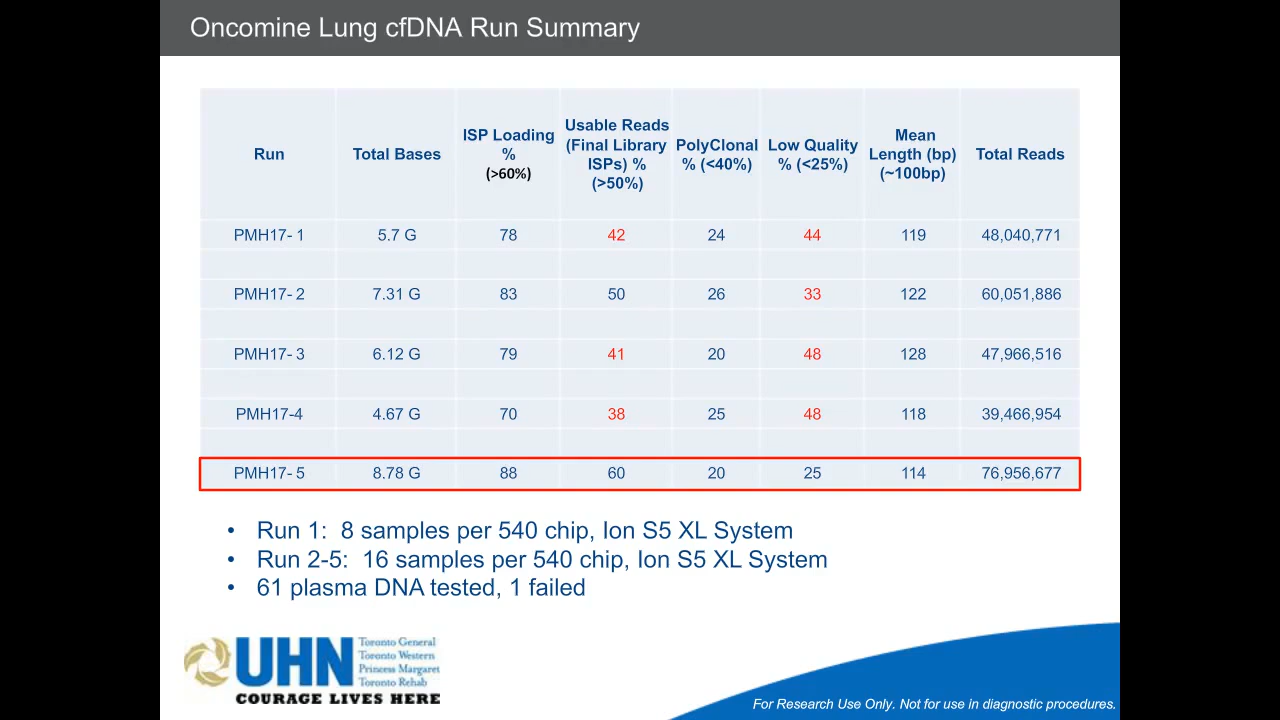 Oncomine Lung cfDNA Run Summary
Run Total Bases ISP Loading % (>60%) Usable Reads (Final Library ISPs) % (>50%) PolyClonal % (<40%) Low Quality % (<25%) Mean Length (bp) (~100bp) Total Reads
PMH17- 1 5.7 G 78 42 24 44 119 48,040,771
PMH17- 2 7.31 G 83 50 26 33 122 60,051,886
PMH17- 3 6.12 G 79 41 20 48 128 47,966,516
PMH17-4 4.67 G 70 38 25 48 118 39,466,954
PMH17- 5 8.78 G 88 60 20 25 114 76,956,677
• Run 1: 8 samples per 540 chip, Ion S5 XL System
• Run 2-5: 16 samples per 540 chip, Ion S5 XL System
• 61 plasma DNA tested, 1 failed
UHN
Toronto General
Toronto Western
Princess Margaret
Toronto Rehab
COURAGE LIVES HERE
For Research Use Only. Not for use in diagnostic procedures.